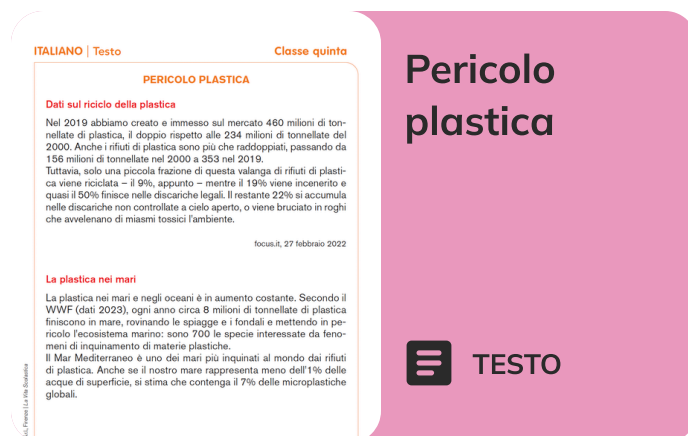 ITALIANO | Testo
Classe quinta
PERICOLO PLASTICA
Dati sul riciclo della plastica
Nel 2019 abbiamo creato e immesso sul mercato 460 milioni di ton-
nellate di plastica, il doppio rispetto alle 234 milioni di tonnellate del
2000. Anche i rifiuti di plastica sono più che raddoppiati, passando da
156 milioni di tonnellate nel 2000 a 353 nel 2019.
Tuttavia, solo una piccola frazione di questa valanga di rifiuti di plasti-
ca viene riciclata – il 9%, appunto – mentre il 19% viene incenerito e
quasi il 50% finisce nelle discariche legali. Il restante 22% si accumula
nelle discariche non controllate a cielo aperto, o viene bruciato in roghi
che avvelenano di miasmi tossici l'ambiente.
focus.it, 27 febbraio 2022
La plastica nei mari
La plastica nei mari e negli oceani è in aumento costante. Secondo il
WWF (dati 2023), ogni anno circa 8 milioni di tonnellate di plastica
finiscono in mare, rovinando le spiagge e i fondali e mettendo in pe-
ricolo l'ecosistema marino: sono 700 le specie interessate da feno-
meni di inquinamento di materie plastiche.
Il Mar Mediterraneo è uno dei mari più inquinati al mondo dai rifiuti
di plastica. Anche se il nostro mare rappresenta meno dell'1% delle
acque di superficie, si stima che contenga il 7% delle microplastiche
globali.
Firenze | La Vita Scolastica
Pericolo
plastica
TESTO